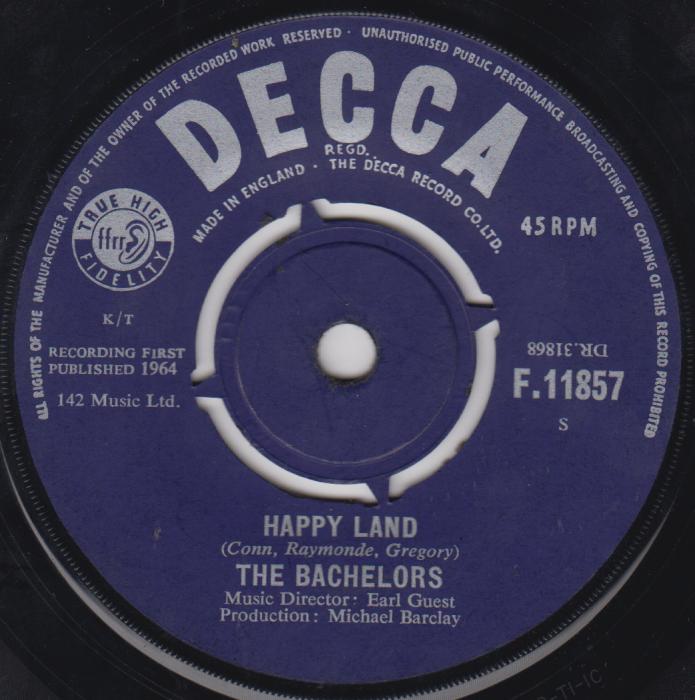 ALL RIGHTS OF THE MANUFACTURER AND OF THE OWNER OF THE RECORDED WORK RESERVED · UNAUTHORISED PUBLIC PERFORMANCE BROADCASTING AND COPYING OF THIS RECORD PROHIBITED
DECCA
REGD.
MADE IN ENGLAND · THE DECCA RECORD CO. LTD.
TRUE HIGH
ffrr
FIDELITY
45 RPM
K/T
RECORDING FIRST
PUBLISHED 1964
142 Music Ltd.
DR.31868
F.11857
S
HAPPY LAND
(Conn, Raymonde, Gregory)
THE BACHELORS
Music Director: Earl Guest
Production: Michael Barclay